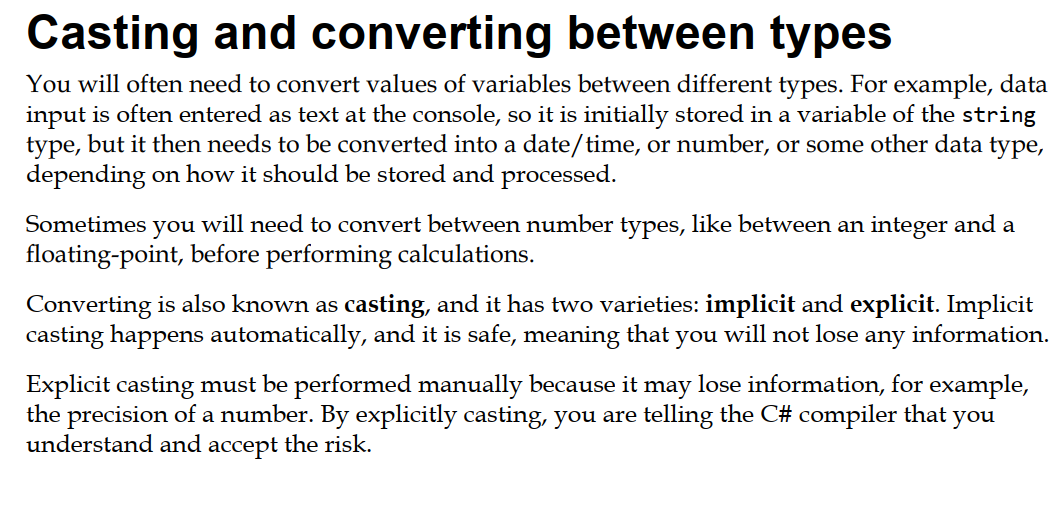 Casting and converting between types
You will often need to convert values of variables between different types. For example, data
input is often entered as text at the console, so it is initially stored in a variable of the string
type, but it then needs to be converted into a date/time, or number, or some other data type,
depending on how it should be stored and processed.
Sometimes you will need to convert between number types, like between an integer and a
floating-point, before performing calculations.
Converting is also known as casting, and it has two varieties: implicit and explicit. Implicit
casting happens automatically, and it is safe, meaning that you will not lose any information.
Explicit casting must be performed manually because it may lose information, for example,
the precision of a number. By explicitly casting, you are telling the C# compiler that you
understand and accept the risk.